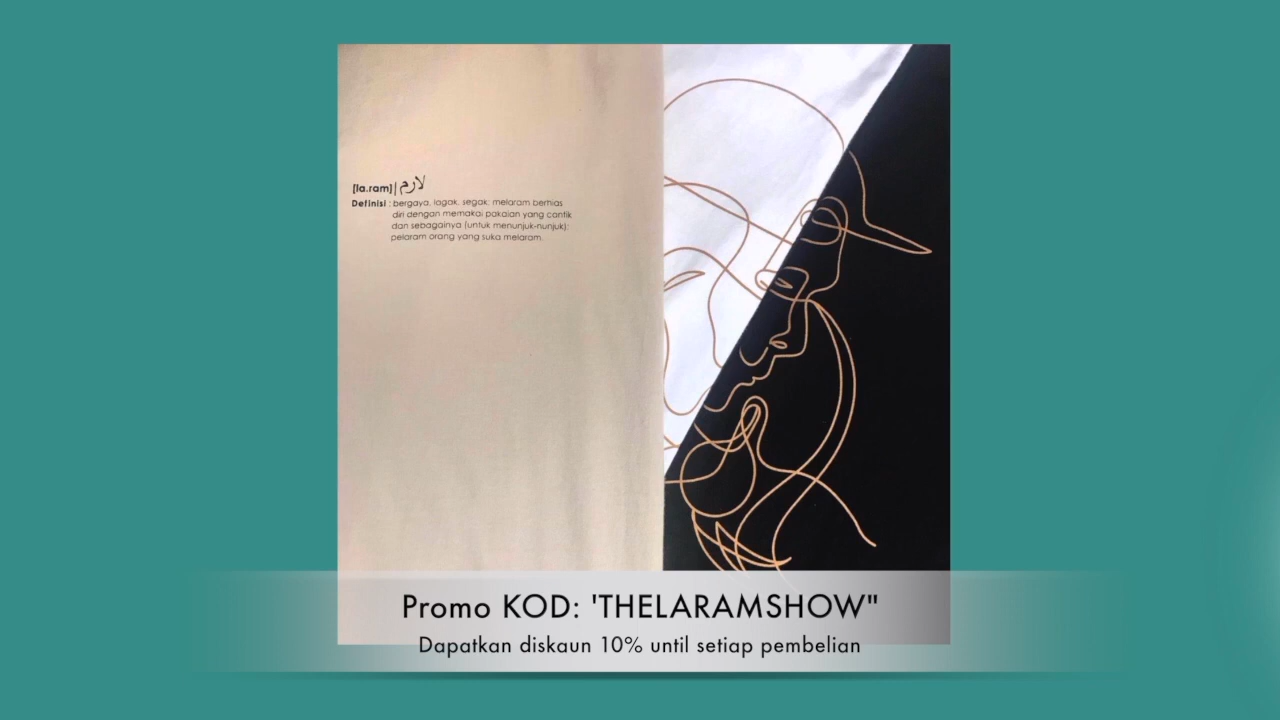 [la.ram] | لارم
Definisi : bergaya, lagak, segak; melaram berhias
diri dengan memakai pakaian yang cantik
dan sebagainya (untuk menunjuk-nunjuk);
pelaram orang yang suka melaram.
Promo KOD: 'THELARAMSHOW"
Dapatkan diskaun 10% until setiap pembelian